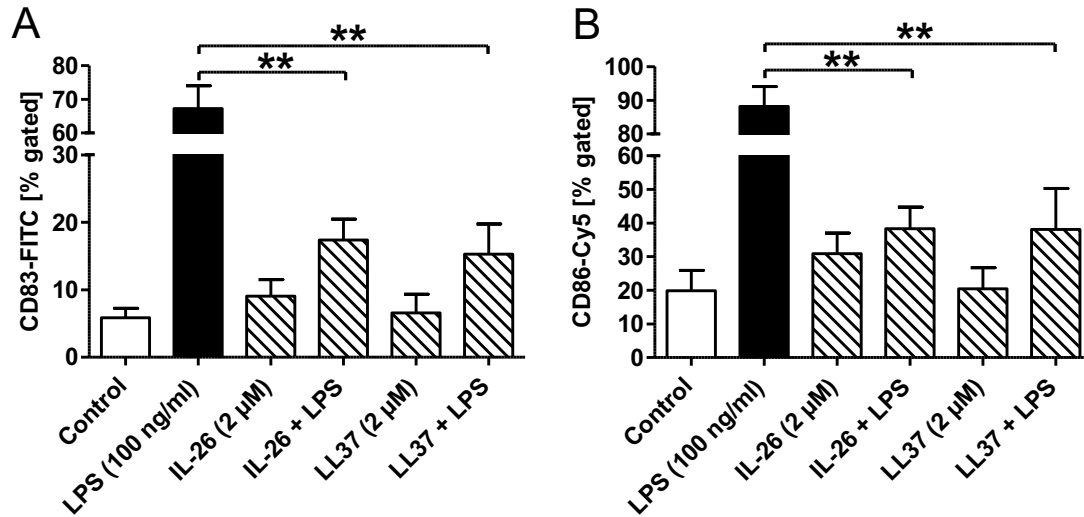 A
CD83-FITC [% gated]
80
70
60
30
20
10
0
**
**
Control
LPS (100 ng/ml)
IL-26 (2 µM)
IL-26 + LPS
LL37 (2 µM)
LL37 + LPS
B
CD86-Cy5 [% gated]
100
90
80
60
50
40
30
20
10
0
**
**
Control
LPS (100 ng/ml)
IL-26 (2 µM)
IL-26 + LPS
LL37 (2 µM)
LL37 + LPS